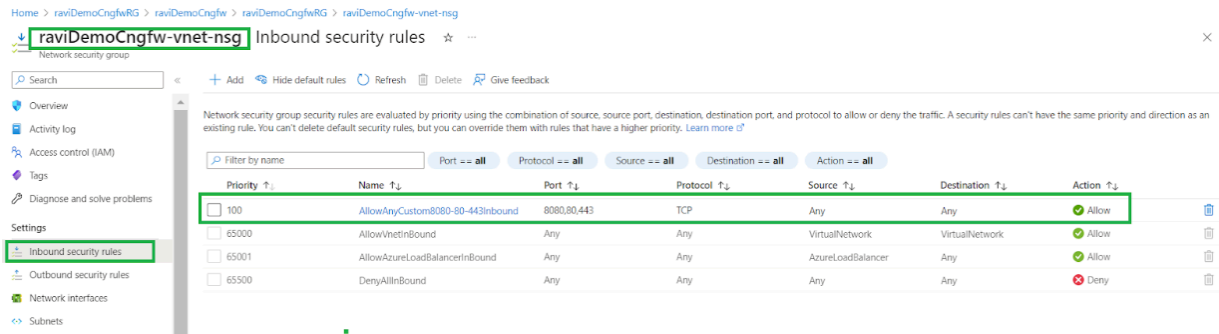 Home > raviDemoCngfwRG > raviDemoCngfw > raviDemoCngfwRG > raviDemoCngfw-vnet-nsg
raviDemoCngfw-vnet-nsg Inbound security rules
Network security group
Search
Add Hide default rules Refresh Delete Give feedback
Overview
Activity log
Access control (IAM)
Tags
Diagnose and solve problems
Settings
Inbound security rules
Outbound security rules
Network interfaces
Subnets
Network security group security rules are evaluated by priority using the combination of source, source port, destination, destination port, and protocol to allow or deny the traffic. A security rules can't have the same priority and direction as an
existing rule. You can't delete default security rules, but you can override them with rules that have a higher priority. Learn more
Filter by name Port == all Protocol == all Source == all Destination == all Action == all
Priority Name Port Protocol Source Destination Action
100 AllowAnyCustom8080-80-443Inbound 8080,80,443 TCP Any Any Allow
65000 AllowVnetInBound Any Any VirtualNetwork VirtualNetwork Allow
65001 AllowAzureLoadBalancerInBound Any Any AzureLoadBalancer Any Allow
65500 DenyAllInBound Any Any Any Any Deny